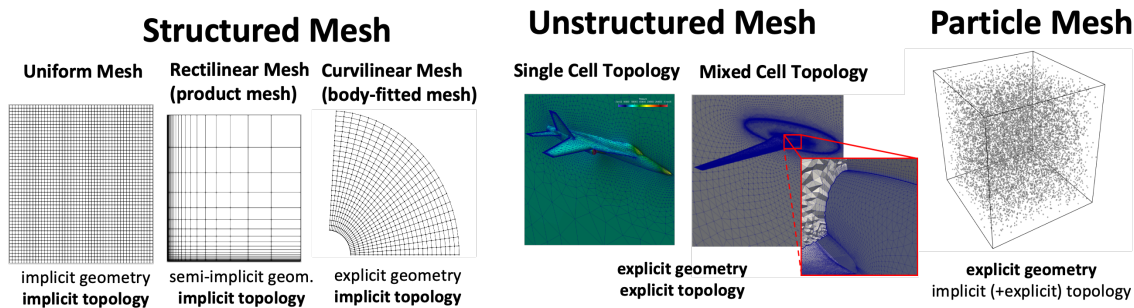 Structured Mesh
Uniform Mesh
Rectilinear Mesh
(product mesh)
Curvilinear Mesh
(body-fitted mesh)
implicit geometry
implicit topology
semi-implicit geom.
implicit topology
explicit geometry
implicit topology
Unstructured Mesh
Single Cell Topology
Mixed Cell Topology
explicit geometry
explicit topology
Particle Mesh
explicit geometry
implicit (+explicit) topology